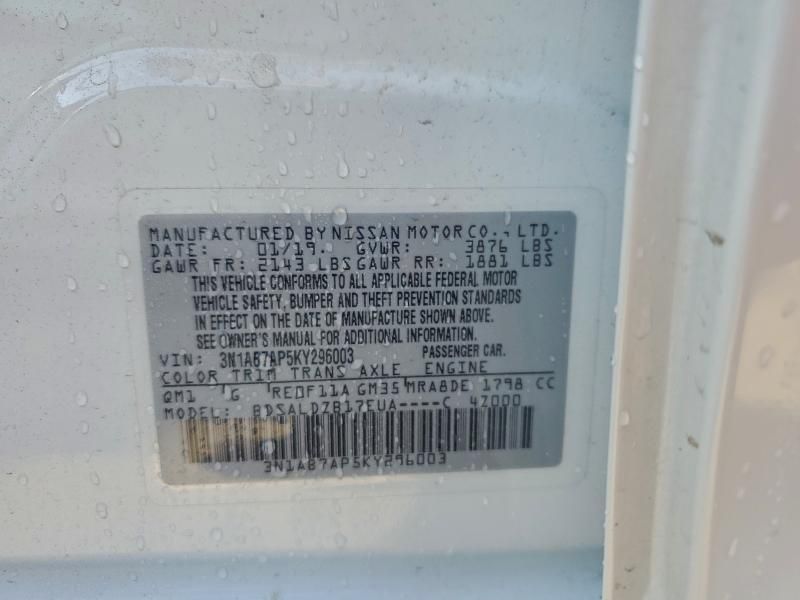 MANUFACTURED BY NISSAN MOTOR CO., LTD.
DATE: 01/19. GVWR: 3876 LBS
GAWR FR: 2143 LBS GAWR RR: 1881 LBS
THIS VEHICLE CONFORMS TO ALL APPLICABLE FEDERAL MOTOR
VEHICLE SAFETY, BUMPER AND THEFT PREVENTION STANDARDS
IN EFFECT ON THE DATE OF MANUFACTURE SHOWN ABOVE.
SEE OWNER'S MANUAL FOR ADDITIONAL INFORMATION.
VIN: 3N1AB7AP5KY296003 PASSENGER CAR.
COLOR TRIM TRANS AXLE ENGINE
QM1 G RE0F11A GM35 MRA8DE 1798 CC
MODEL: BDSALDZB17EUA----C 4Z000
3N1AB7AP5KY296003